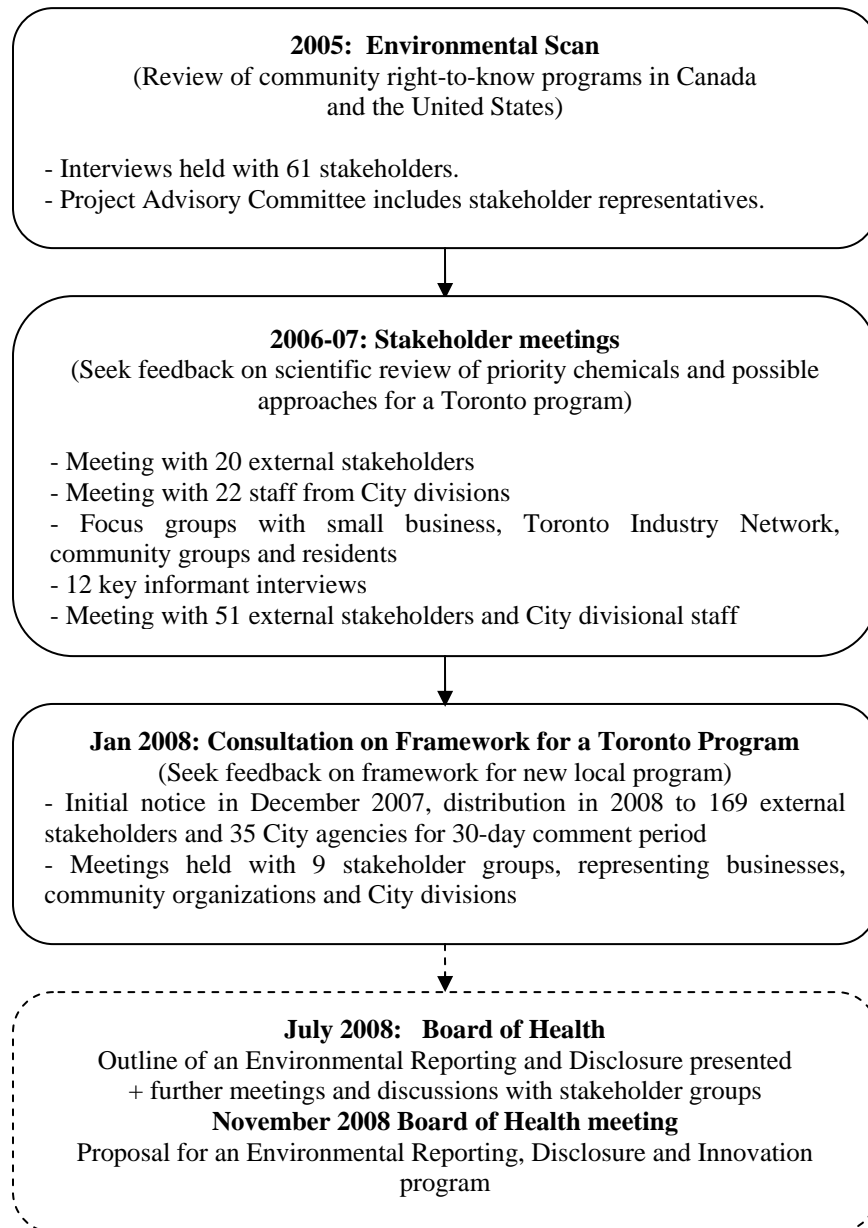 2005:  Environmental Scan
(Review of community right-to-know programs in Canada
and the United States)
- Interviews held with 61 stakeholders.
- Project Advisory Committee includes stakeholder representatives.
2006-07: Stakeholder meetings
(Seek feedback on scientific review of priority chemicals and possible
approaches for a Toronto program)
- Meeting with 20 external stakeholders
- Meeting with 22 staff from City divisions
- Focus groups with small business, Toronto Industry Network,
community groups and residents
- 12 key informant interviews
- Meeting with 51 external stakeholders and City divisional staff
Jan 2008: Consultation on Framework for a Toronto Program
(Seek feedback on framework for new local program)
- Initial notice in December 2007, distribution in 2008 to 169 external
stakeholders and 35 City agencies for 30-day comment period
- Meetings held with 9 stakeholder groups, representing businesses,
community organizations and City divisions
July 2008:   Board of Health
Outline of an Environmental Reporting and Disclosure presented
+ further meetings and discussions with stakeholder groups
November 2008 Board of Health meeting
Proposal for an Environmental Reporting, Disclosure and Innovation
program